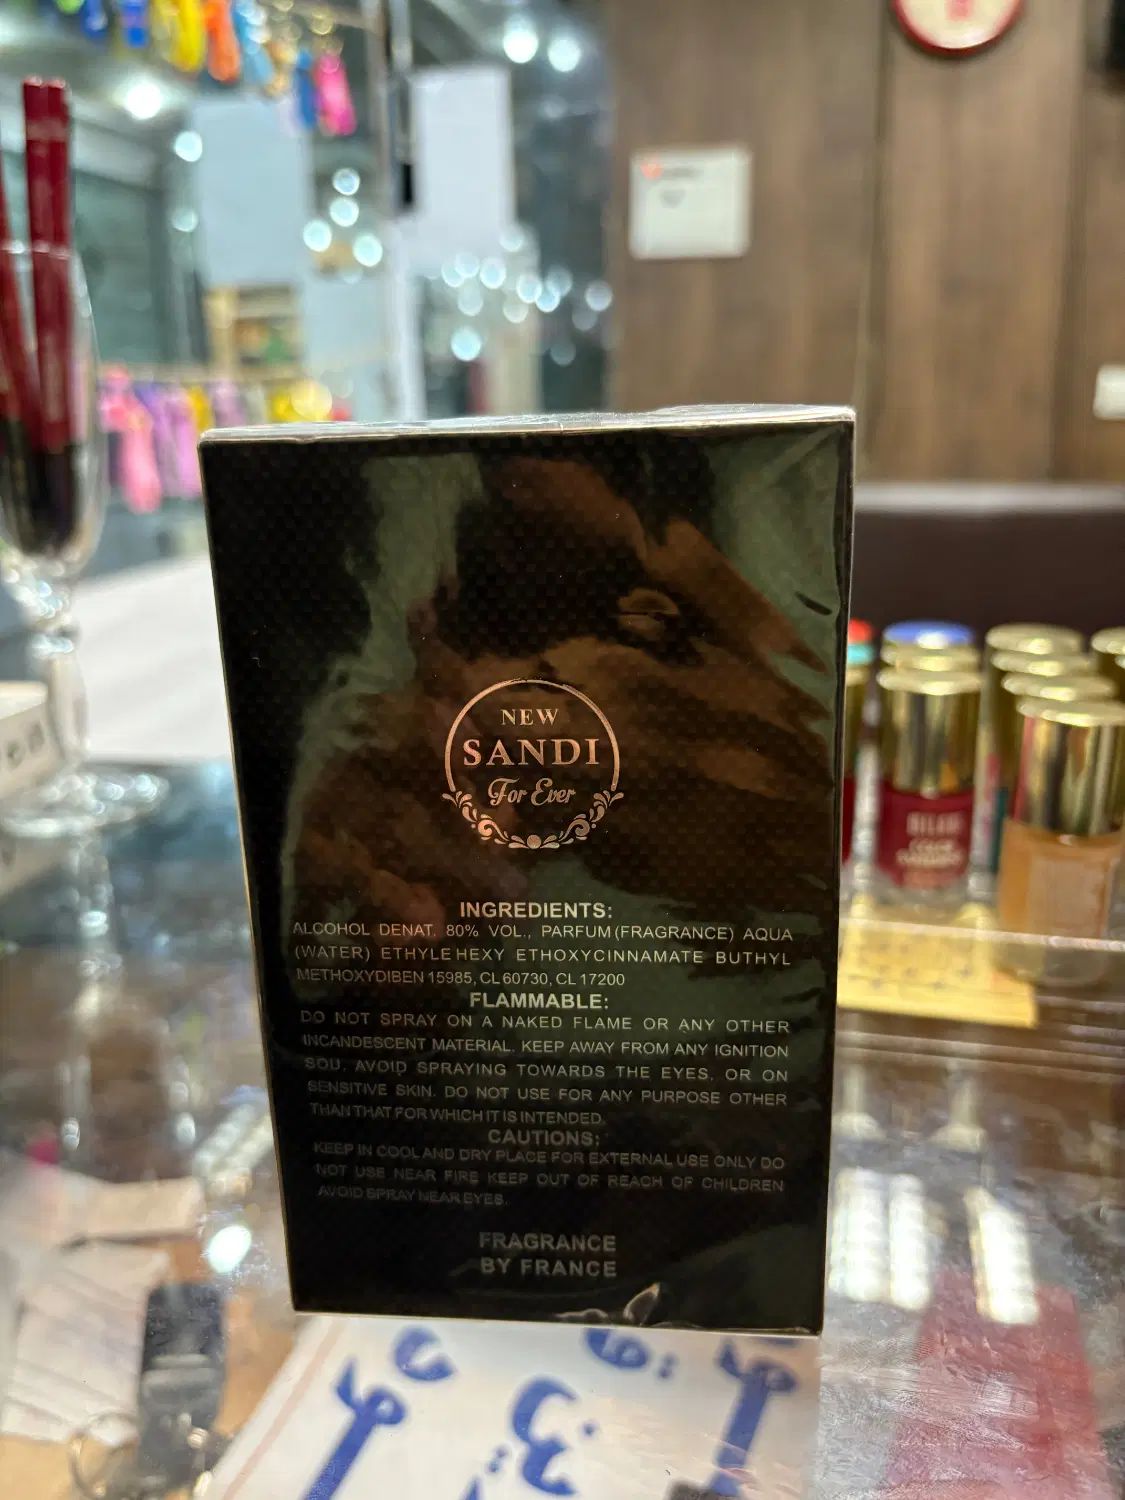 NEW
SANDI
For Ever
INGREDIENTS:
ALCOHOL DENAT. 80% VOL., PARFUM (FRAGRANCE) AQUA
(WATER) ETHYLEHEXY ETHOXYCINNAMATE BUTHYL
METHOXYDIBEN 15985, CL 60730, CL 17200
FLAMMABLE:
DO NOT SPRAY ON A NAKED FLAME OR ANY OTHER
INCANDESCENT MATERIAL. KEEP AWAY FROM ANY IGNITION
SOU. AVOID SPRAYING TOWARDS THE EYES. OR ON
SENSITIVE SKIN. DO NOT USE FOR ANY PURPOSE OTHER
THAN THAT FOR WHICH IT IS INTENDED.
CAUTIONS:
KEEP IN COOL AND DRY PLACE FOR EXTERNAL USE ONLY DO
NOT USE NEAR FIRE KEEP OUT OF REACH OF CHILDREN
AVOID SPRAY NEAR EYES.
FRAGRANCE
BY FRANCE